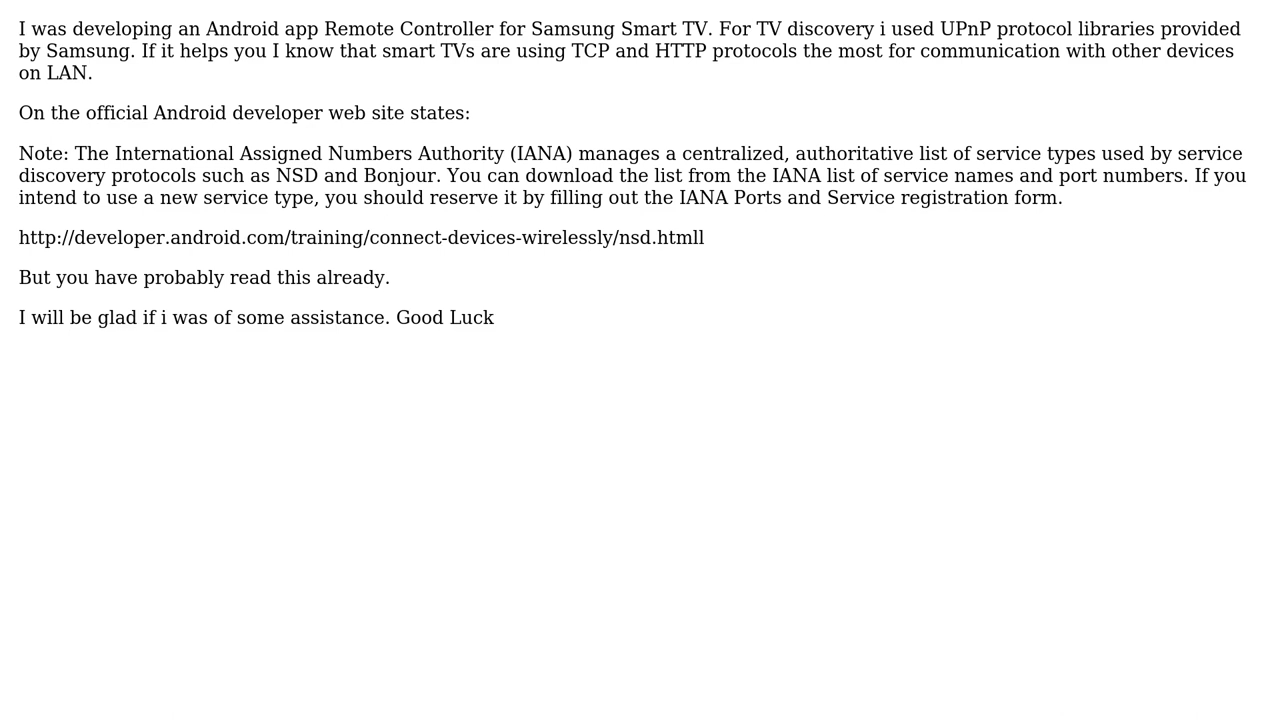 I was developing an Android app Remote Controller for Samsung Smart TV. For TV discovery i used UPnP protocol libraries provided
by Samsung. If it helps you I know that smart TVs are using TCP and HTTP protocols the most for communication with other devices
on LAN.
On the official Android developer web site states:
Note: The International Assigned Numbers Authority (IANA) manages a centralized, authoritative list of service types used by service
discovery protocols such as NSD and Bonjour. You can download the list from the IANA list of service names and port numbers. If you
intend to use a new service type, you should reserve it by filling out the IANA Ports and Service registration form.
http://developer.android.com/training/connect-devices-wirelessly/nsd.htmll
But you have probably read this already.
I will be glad if i was of some assistance. Good Luck